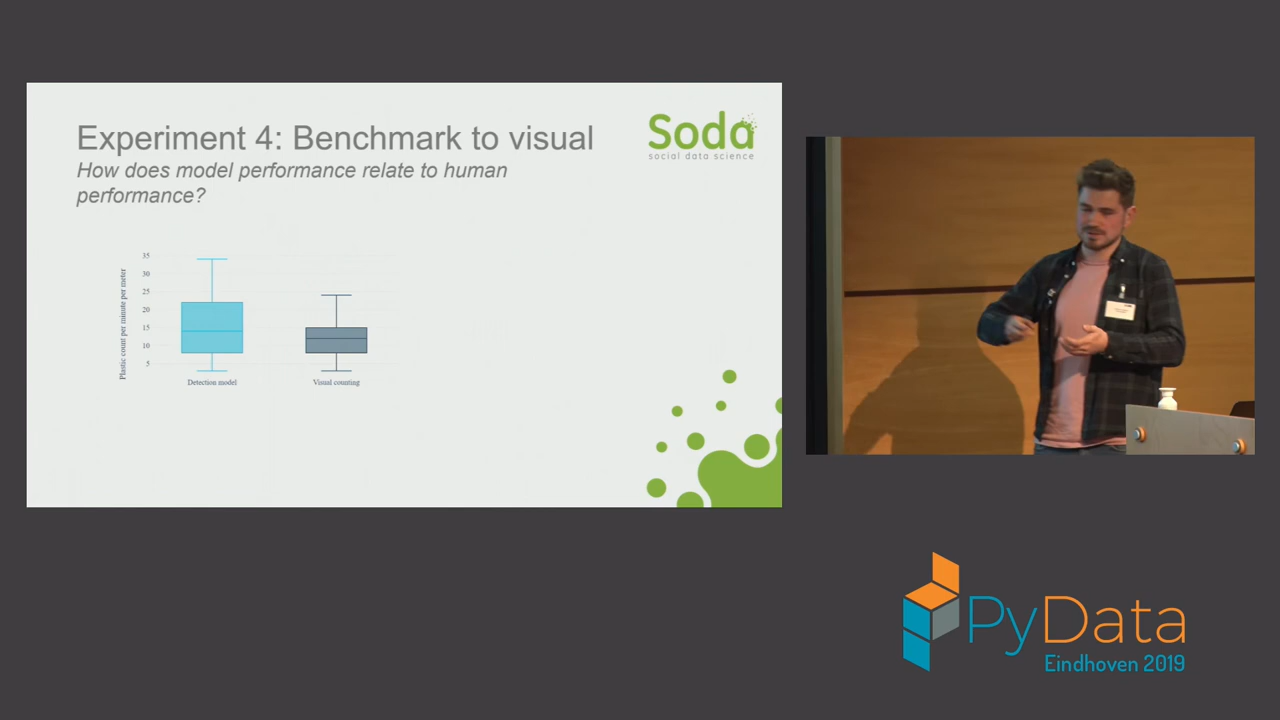 Experiment 4: Benchmark to visual
How does model performance relate to human
performance?
Soda
social data science
Plastic count per minute per meter
35
30
25
20
15
10
5
Detection model
Visual counting
PyData
Eindhoven 2019